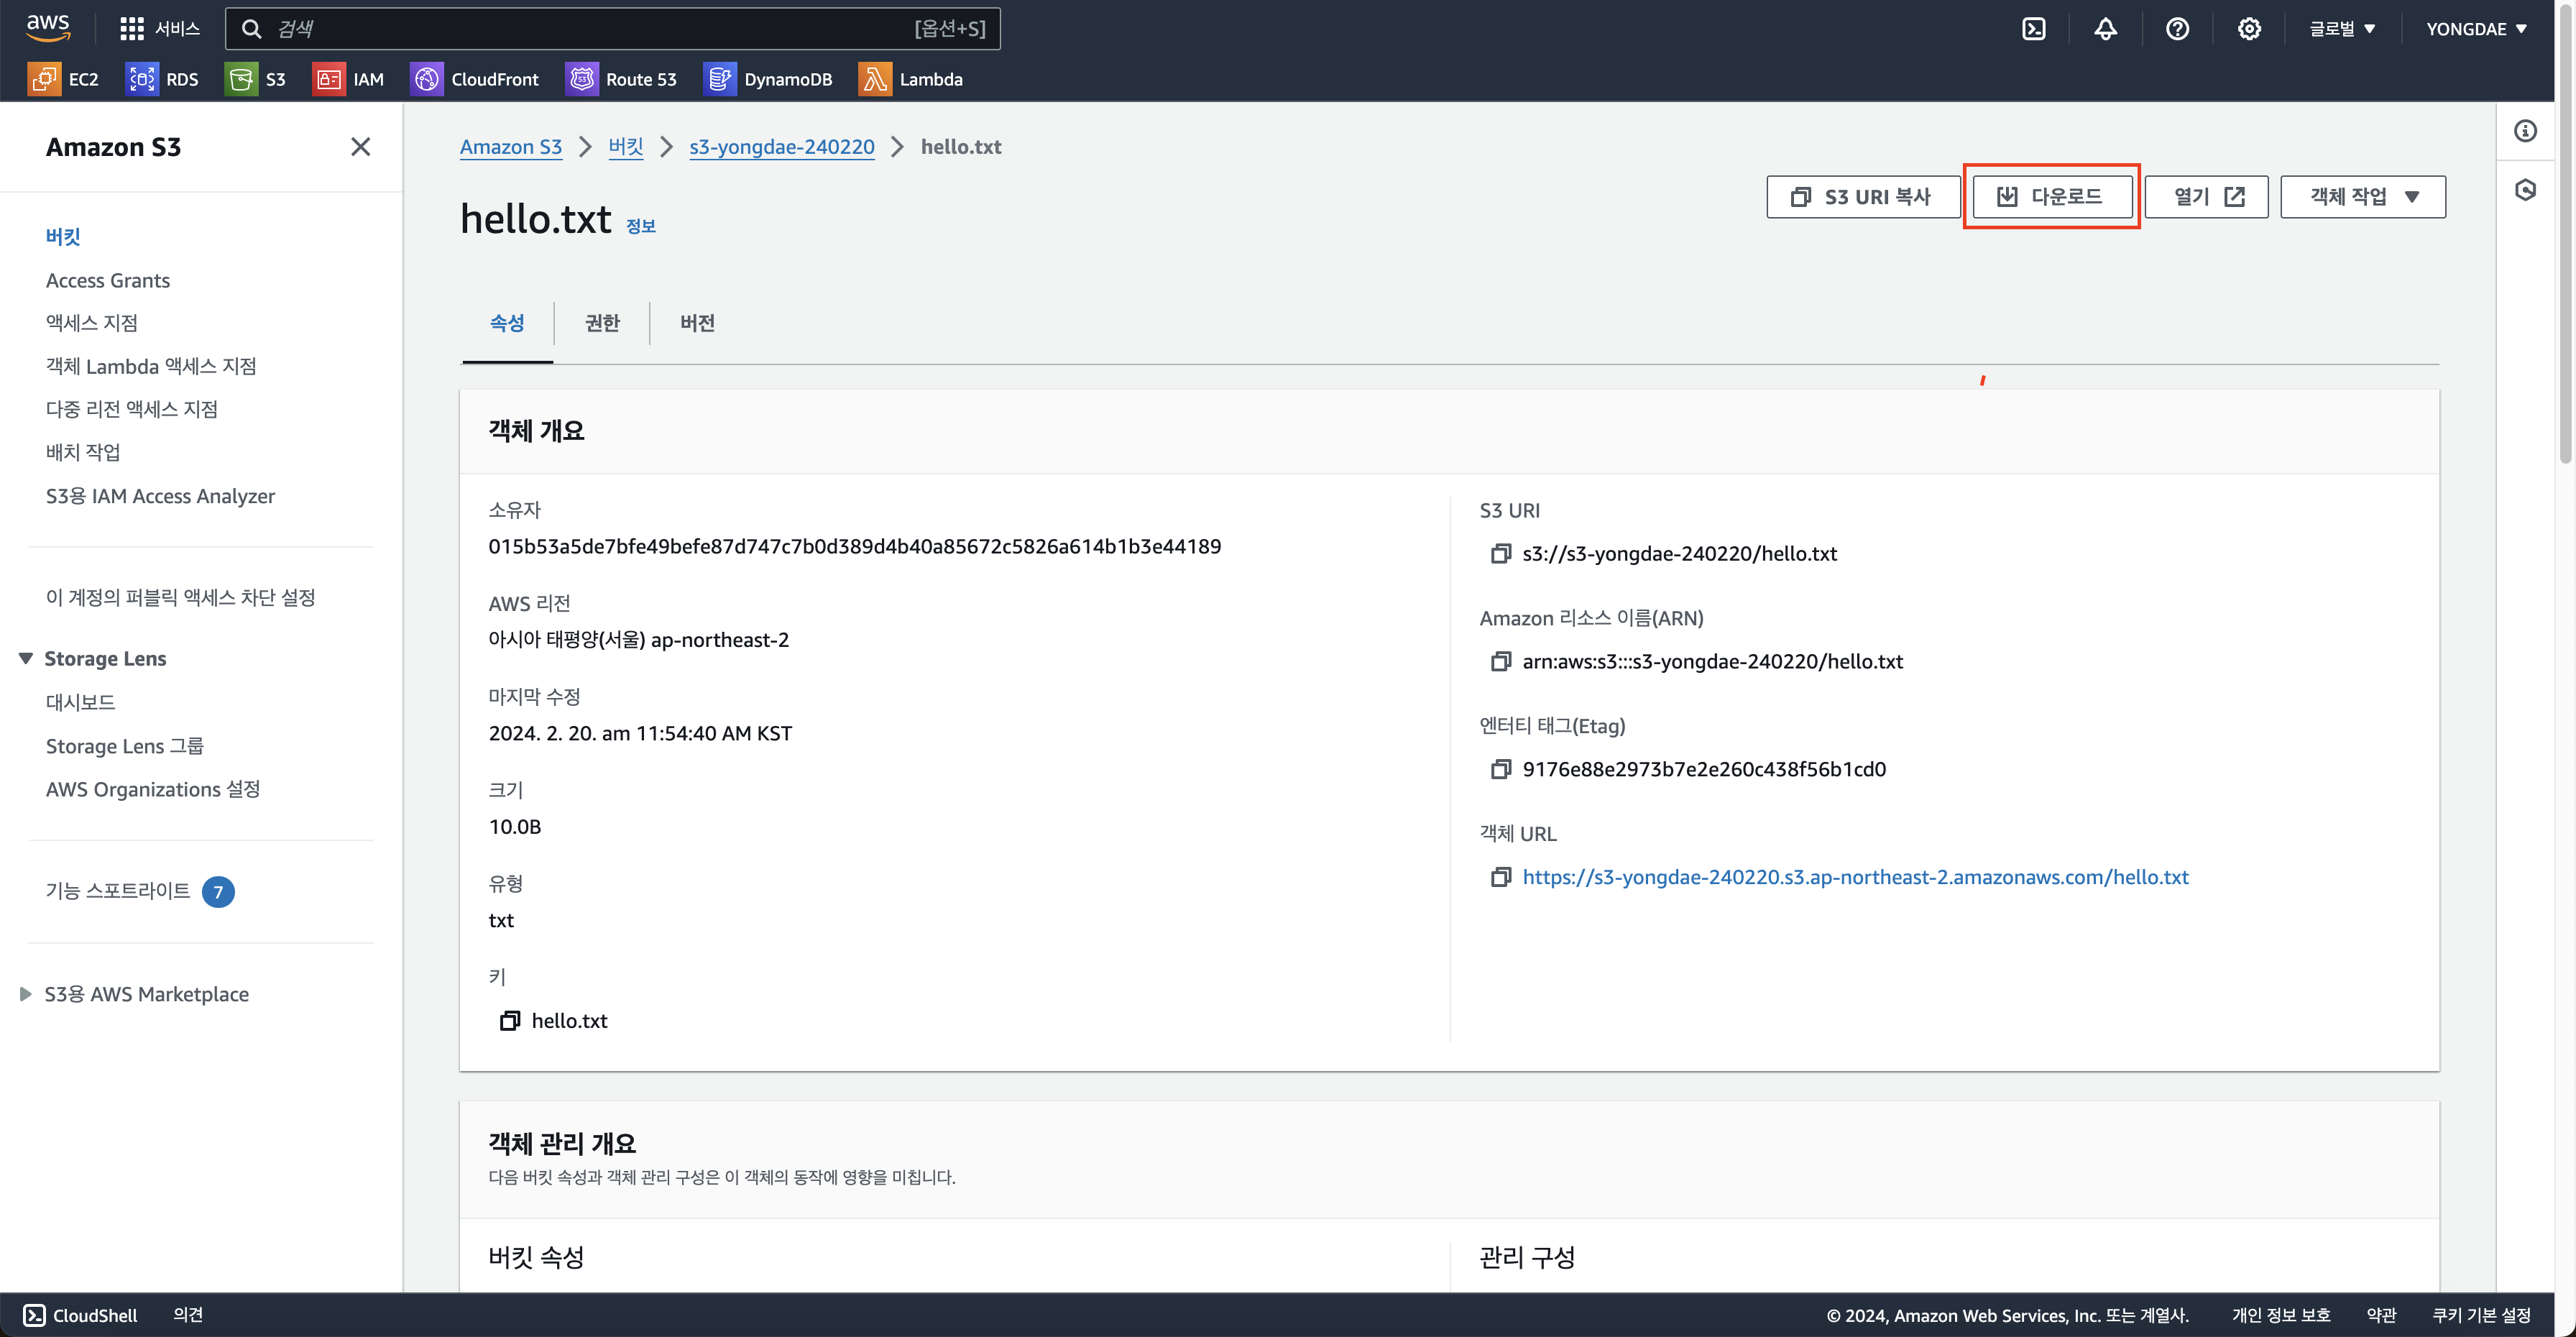 aws
서비스
검색
[옵션+S]
글로벌
YONGDAE
EC2
RDS
S3
IAM
CloudFront
Route 53
DynamoDB
Lambda
Amazon S3
버킷
Access Grants
액세스 지점
객체 Lambda 액세스 지점
다중 리전 액세스 지점
배치 작업
S3용 IAM Access Analyzer
이 계정의 퍼블릭 액세스 차단 설정
Storage Lens
대시보드
Storage Lens 그룹
AWS Organizations 설정
기능 스포트라이트 7
S3용 AWS Marketplace
Amazon S3 > 버킷 > s3-yongdae-240220 > hello.txt
hello.txt 정보
S3 URI 복사
다운로드
열기
객체 작업
속성
권한
버전
객체 개요
소유자
015b53a5de7bfe49befe87d747c7b0d389d4b40a85672c5826a614b1b3e44189
AWS 리전
아시아 태평양(서울) ap-northeast-2
마지막 수정
2024. 2. 20. am 11:54:40 AM KST
크기
10.0B
유형
txt
키
hello.txt
S3 URI
s3://s3-yongdae-240220/hello.txt
Amazon 리소스 이름(ARN)
arn:aws:s3:::s3-yongdae-240220/hello.txt
엔터티 태그(Etag)
9176e88e2973b7e2e260c438f56b1cd0
객체 URL
https://s3-yongdae-240220.s3.ap-northeast-2.amazonaws.com/hello.txt
객체 관리 개요
다음 버킷 속성과 객체 관리 구성은 이 객체의 동작에 영향을 미칩니다.
버킷 속성
관리 구성
CloudShell
의견
© 2024, Amazon Web Services, Inc. 또는 계열사.
개인 정보 보호
약관
쿠키 기본 설정